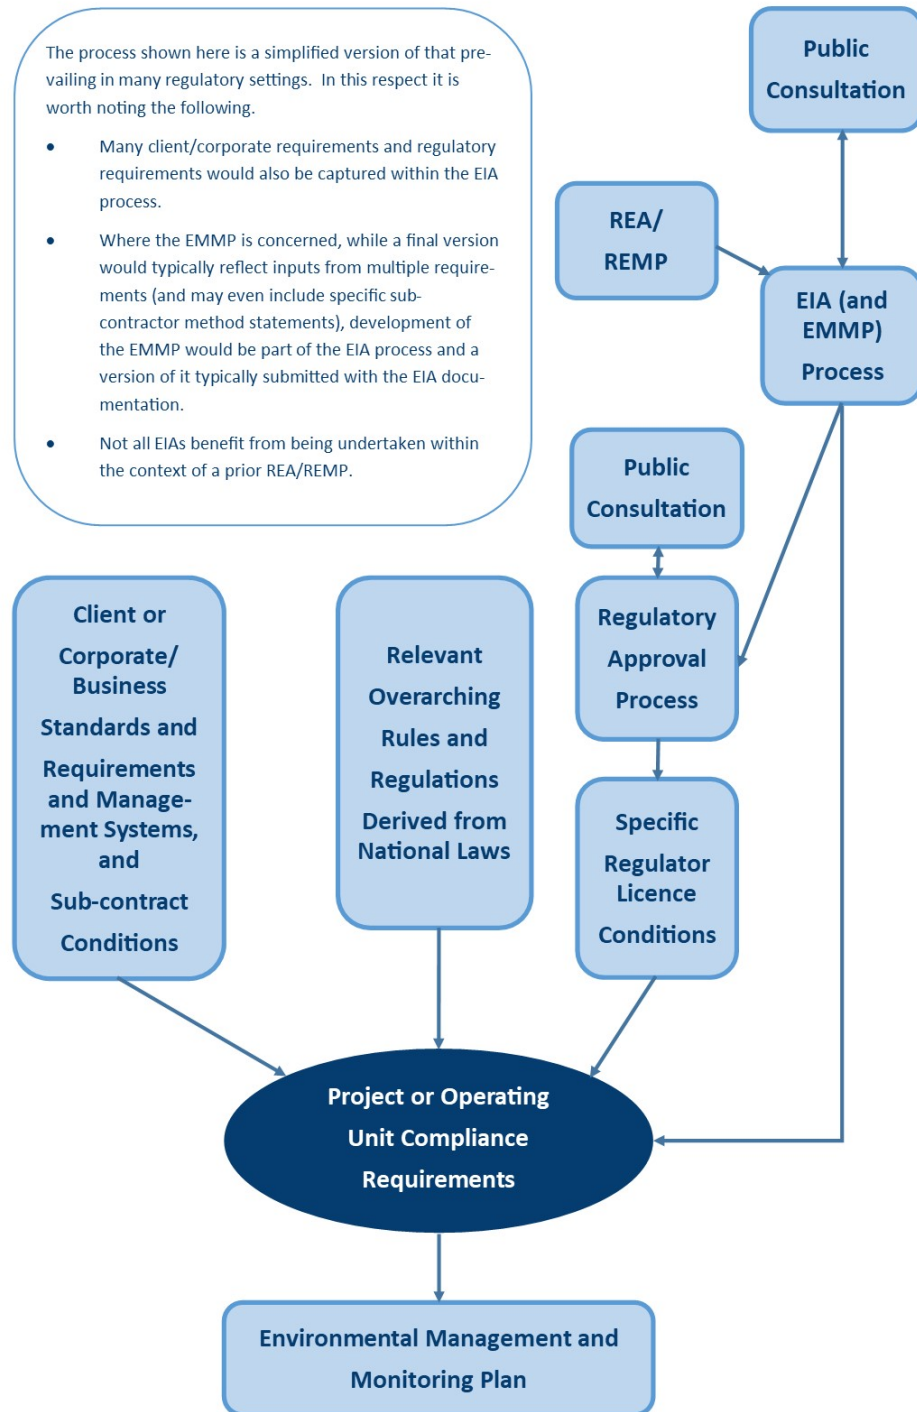 The process shown here is a simplified version of that pre-
vailing in many regulatory settings. In this respect it is
worth noting the following.
• Many client/corporate requirements and regulatory
requirements would also be captured within the EIA
process.
• Where the EMMP is concerned, while a final version
would typically reflect inputs from multiple require-
ments (and may even include specific sub-
contractor method statements), development of
the EMMP would be part of the EIA process and a
version of it typically submitted with the EIA docu-
mentation.
• Not all EIAs benefit from being undertaken within
the context of a prior REA/REMP.
Public
Consultation
REA/
REMP
EIA (and
EMMP)
Process
Public
Consultation
Client or
Corporate/
Business
Standards and
Requirements
and Manage-
ment Systems,
and
Sub-contract
Conditions
Relevant
Overarching
Rules and
Regulations
Derived from
National Laws
Regulatory
Approval
Process
Specific
Regulator
Licence
Conditions
Project or Operating
Unit Compliance
Requirements
Environmental Management and
Monitoring Plan